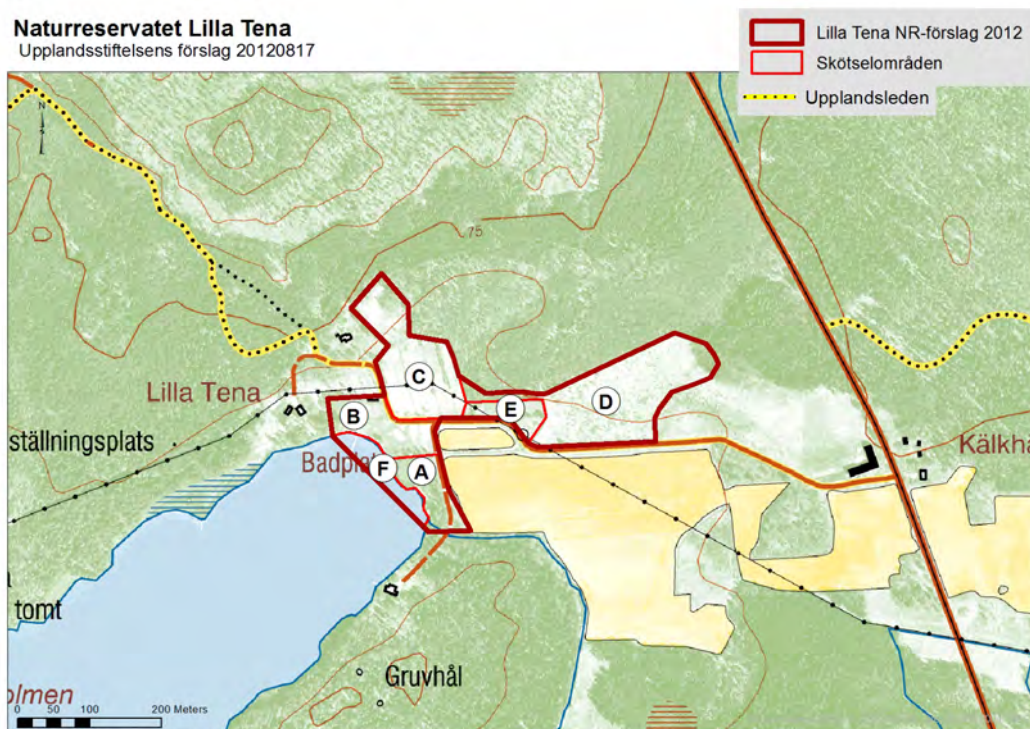 Naturreservatet Lilla Tena
Upplandsstiftelsens förslag 20120817
Lilla Tena NR-förslag 2012
Skötselområden
Upplandsleden
N
75
C
Lilla Tena
E
D
B
ställningsplats
Kälkha
Badpla
F
A
tomt
Gruvhål
olmen
0 50 100 200 Meters